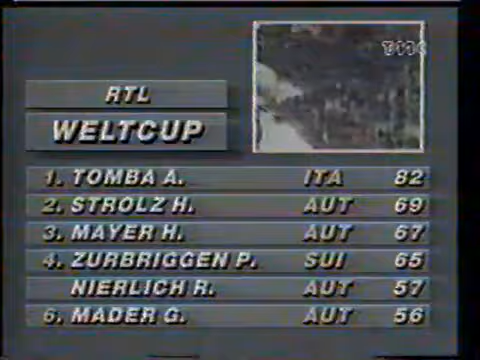 TMC
RTL
WELTCUP
1. TOMBA A. ITA 82
2. STROLZ H. AUT 69
3. MAYER H. AUT 67
4. ZURBRIGGEN P. SUI 65
NIERLICH R. AUT 57
6. MADER G. AUT 56